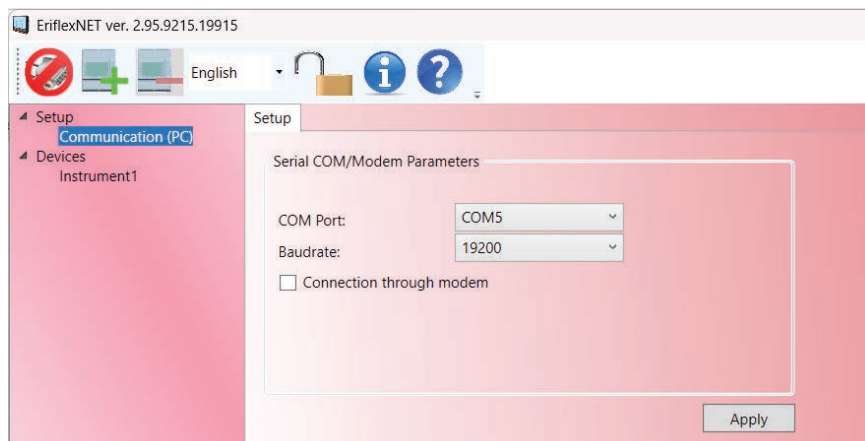 EriflexNET ver. 2.95.9215.19915
English
Setup
Communication (PC)
Devices
Instrument1
Setup
Serial COM/Modem Parameters
COM Port: COM5
Baudrate: 19200
Connection through modem
Apply